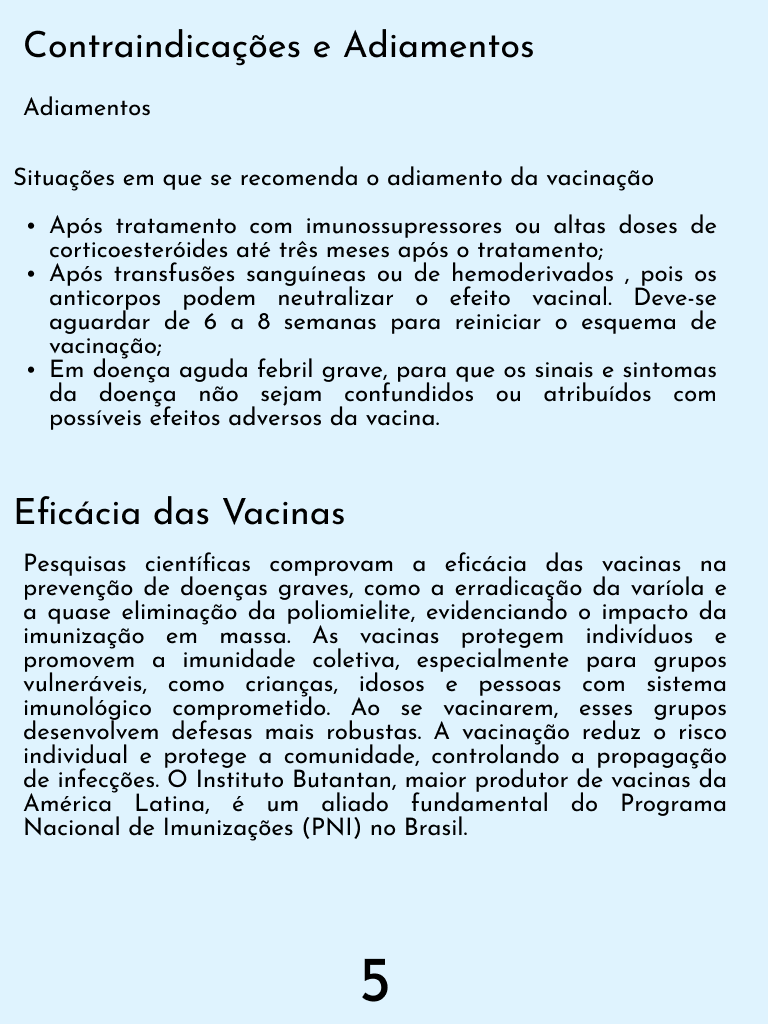 Contraindicações e Adiamentos
Adiamentos
Situações em que se recomenda o adiamento da vacinação
• Após tratamento com imunossupressores ou altas doses de
corticoesteróides até três meses após o tratamento;
• Após transfusões sanguíneas ou de hemoderivados , pois os
anticorpos podem neutralizar o efeito vacinal. Deve-se
aguardar de 6 a 8 semanas para reiniciar o esquema de
vacinação;
• Em doença aguda febril grave, para que os sinais e sintomas
da doença não sejam confundidos ou atribuídos com
possíveis efeitos adversos da vacina.
Eficácia das Vacinas
Pesquisas científicas comprovam a eficácia das vacinas na
prevenção de doenças graves, como a erradicação da varíola e
a quase eliminação da poliomielite, evidenciando o impacto da
imunização em massa. As vacinas protegem indivíduos e
promovem a imunidade coletiva, especialmente para grupos
vulneráveis, como crianças, idosos e pessoas com sistema
imunológico comprometido. Ao se vacinarem, esses grupos
desenvolvem defesas mais robustas. A vacinação reduz o risco
individual e protege a comunidade, controlando a propagação
de infecções. O Instituto Butantan, maior produtor de vacinas da
América Latina, é um aliado fundamental do Programa
Nacional de Imunizações (PNI) no Brasil.
5